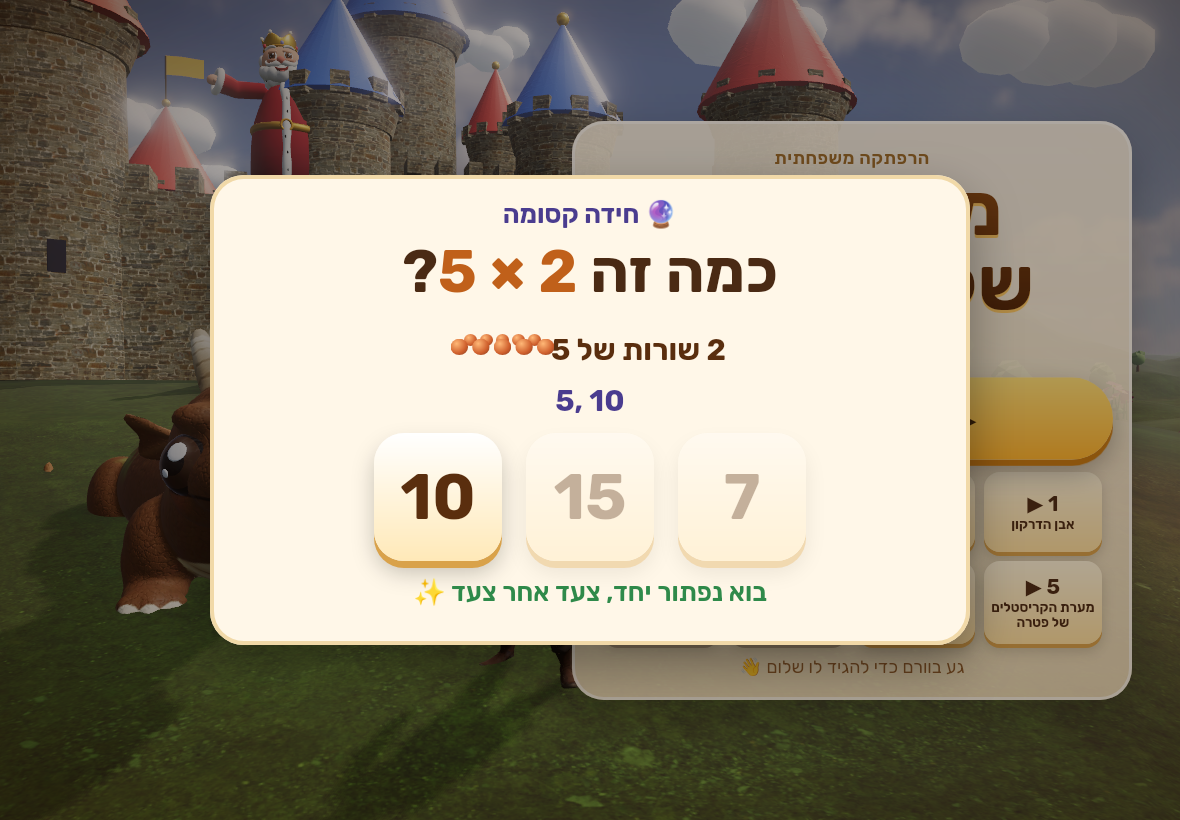 הרפתקה משפחתית
🔮 חידה קסומה
כמה זה 2 × 5?
2 שורות של 5
5, 10
7
15
10
בוא נפתור יחד, צעד אחר צעד ✨
1 ▶
אבן הדרקון
5 ▶
מערת הקריסטלים
של פטרה
גע בוורם כדי להגיד לו שלום 👋